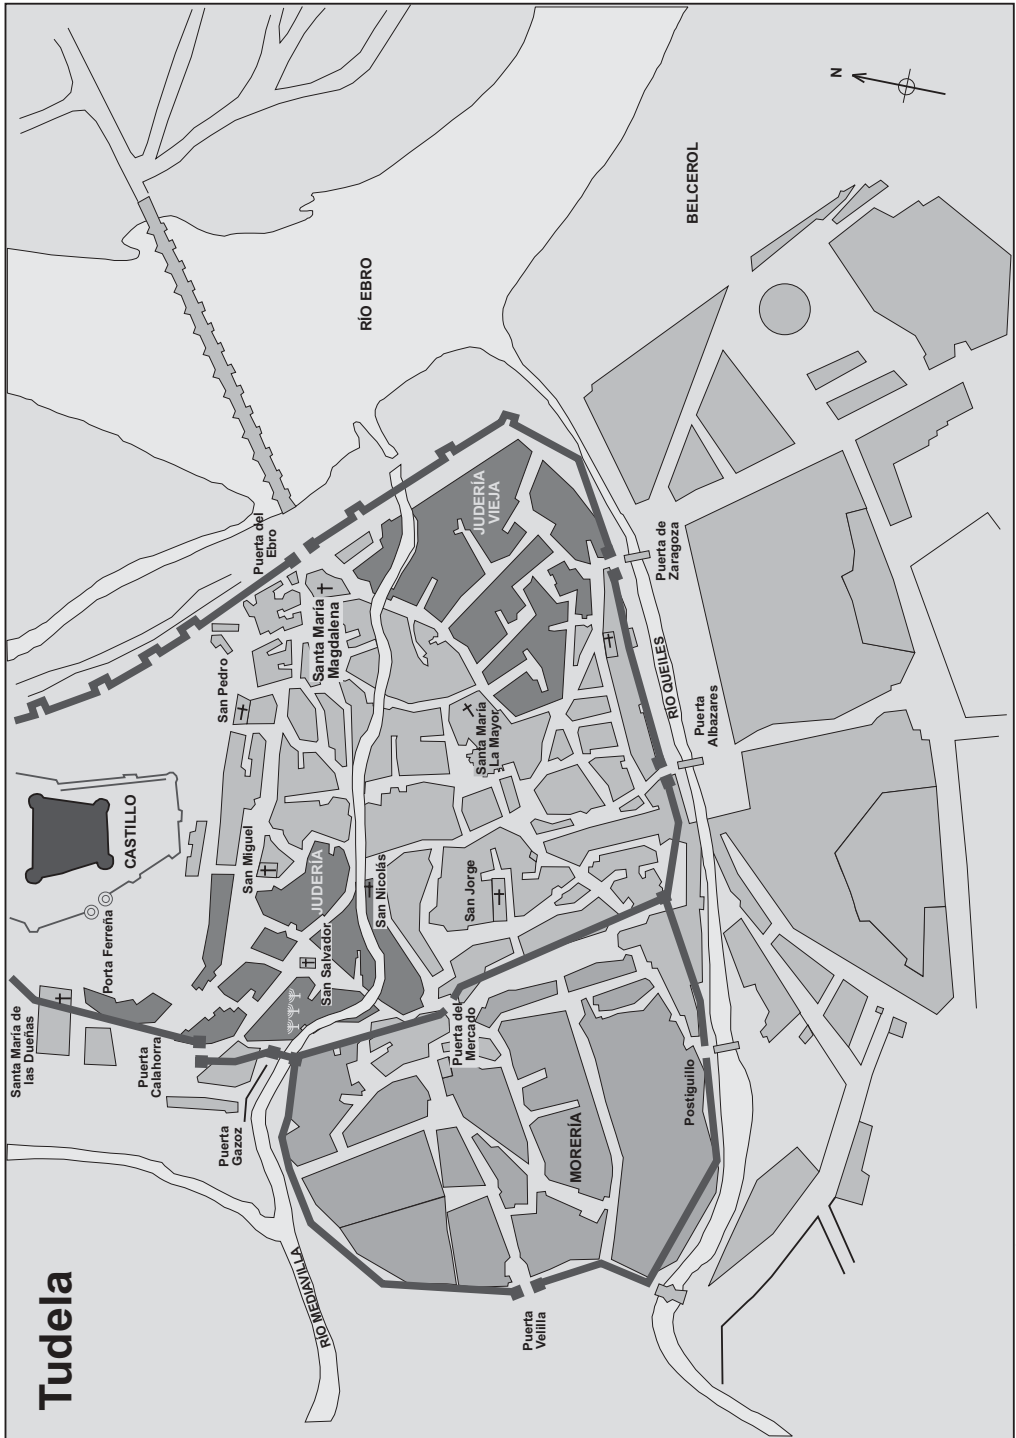 Tudela
Santa María de
las Dueñas
Porta Ferreña
CASTILLO
Puerta
Calahorra
Puerta
Gazoz
San Miguel
San Pedro
Puerta del
Ebro
Santa María
Magdalena
JUDERÍA
San Salvador
San Nicolás
RÍO EBRO
RÍO MEDIAVILLA
Puerta del
Mercado
San Jorge
Santa María
La Mayor
JUDERÍA
VIEJA
Puerta
Velilla
MORERÍA
Postiguillo
Puerta
Albazares
RÍO QUEILES
Puerta de
Zaragoza
BELCEROL
N